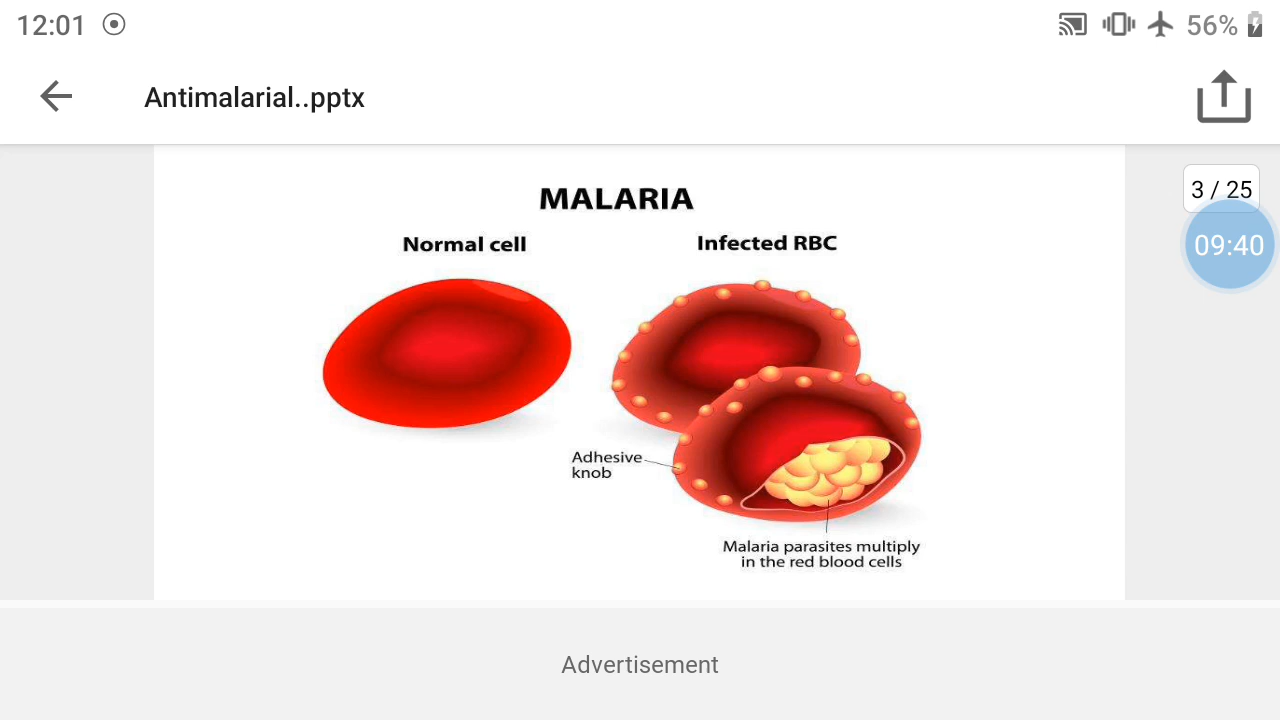 12:01
56%
Antimalarial..pptx
3 / 25
09:40
MALARIA
Normal cell
Infected RBC
Adhesive
knob
Malaria parasites multiply
in the red blood cells
Advertisement